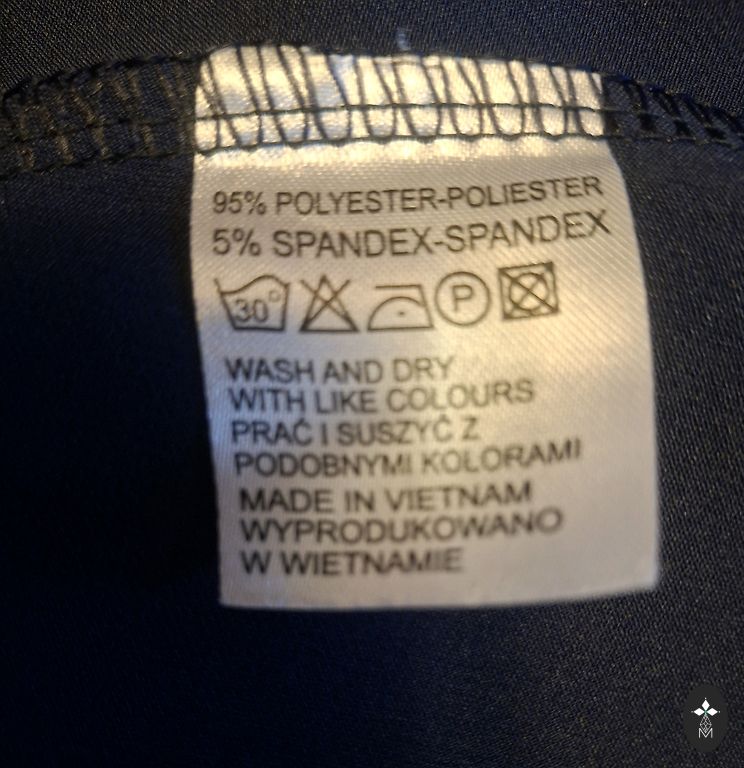 95% POLYESTER-POLIESTER
5% SPANDEX-SPANDEX
30° P
WASH AND DRY
WITH LIKE COLOURS
PRAĆ I SUSZYĆ Z
PODOBNYMI KOLORAMI
MADE IN VIETNAM
WYPRODUKOWANO
W WIETNAMIE
M